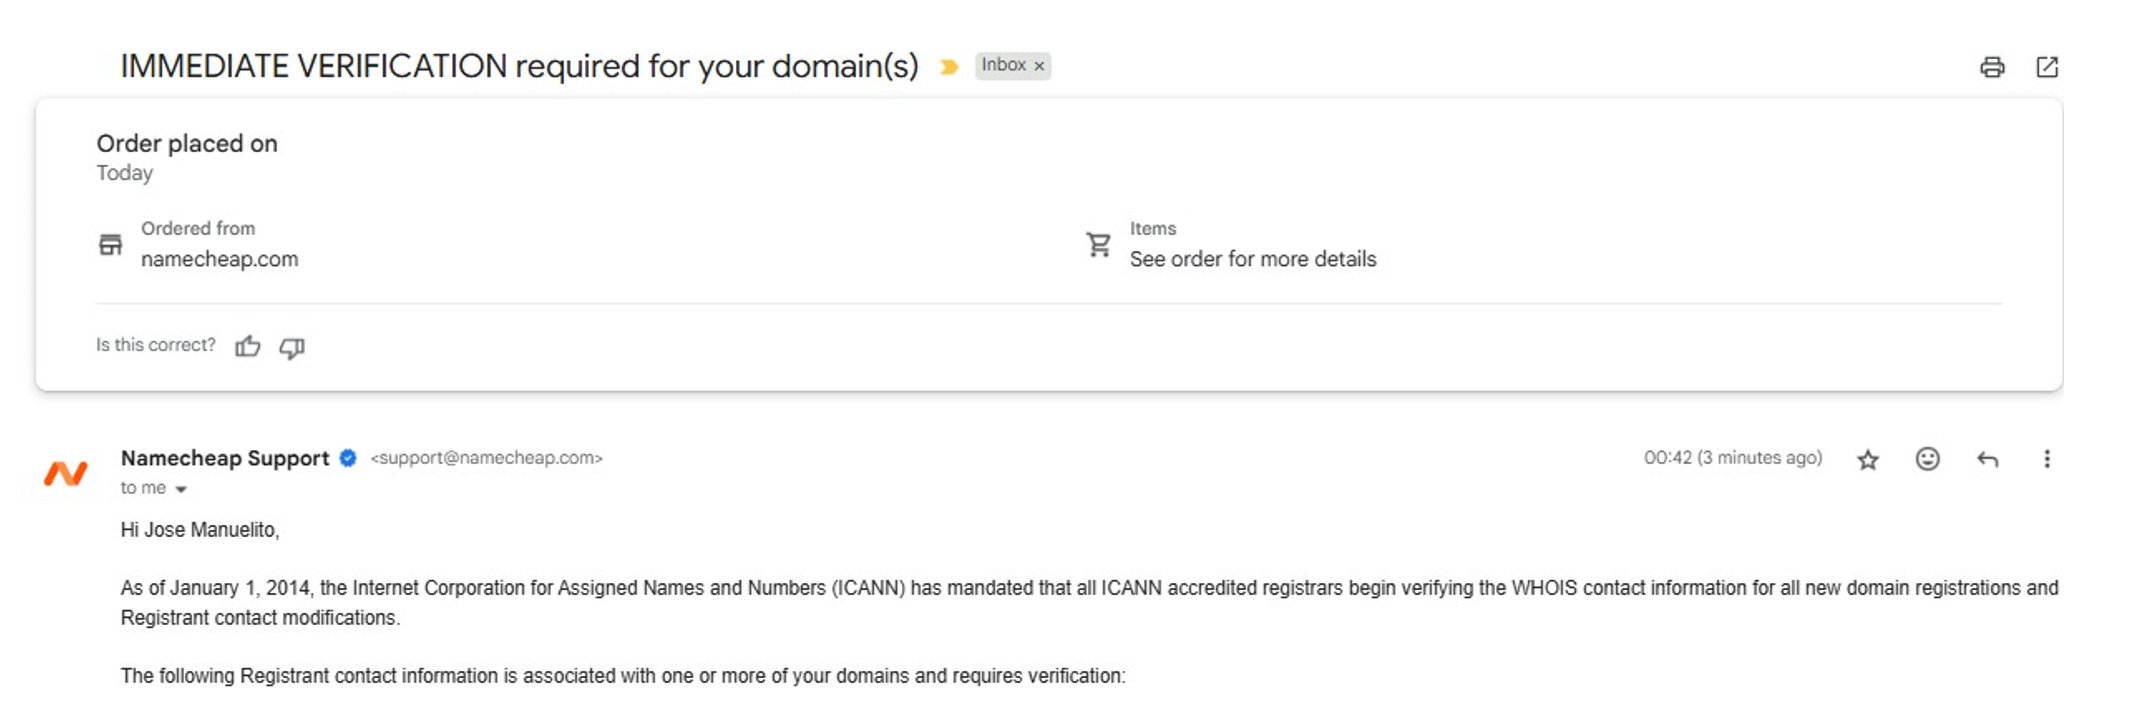 IMMEDIATE VERIFICATION required for your domain(s) Inbox ×
Order placed on
Today
Ordered from
namecheap.com
Items
See order for more details
Is this correct?
Namecheap Support <support@namecheap.com> 00:42 (3 minutes ago)
to me
Hi Jose Manuelito,
As of January 1, 2014, the Internet Corporation for Assigned Names and Numbers (ICANN) has mandated that all ICANN accredited registrars begin verifying the WHOIS contact information for all new domain registrations and
Registrant contact modifications.
The following Registrant contact information is associated with one or more of your domains and requires verification: